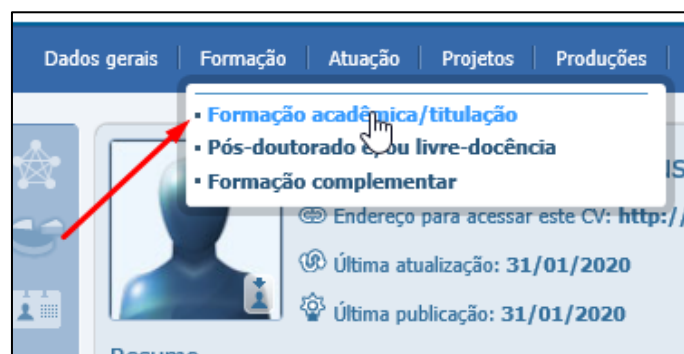 Dados gerais | Formação | Atuação | Projetos | Produções |
▪ Formação acadêmica/titulação
▪ Pós-doutorado e/ou livre-docência
▪ Formação complementar
Endereço para acessar este CV: http:/
Última atualização: 31/01/2020
Última publicação: 31/01/2020